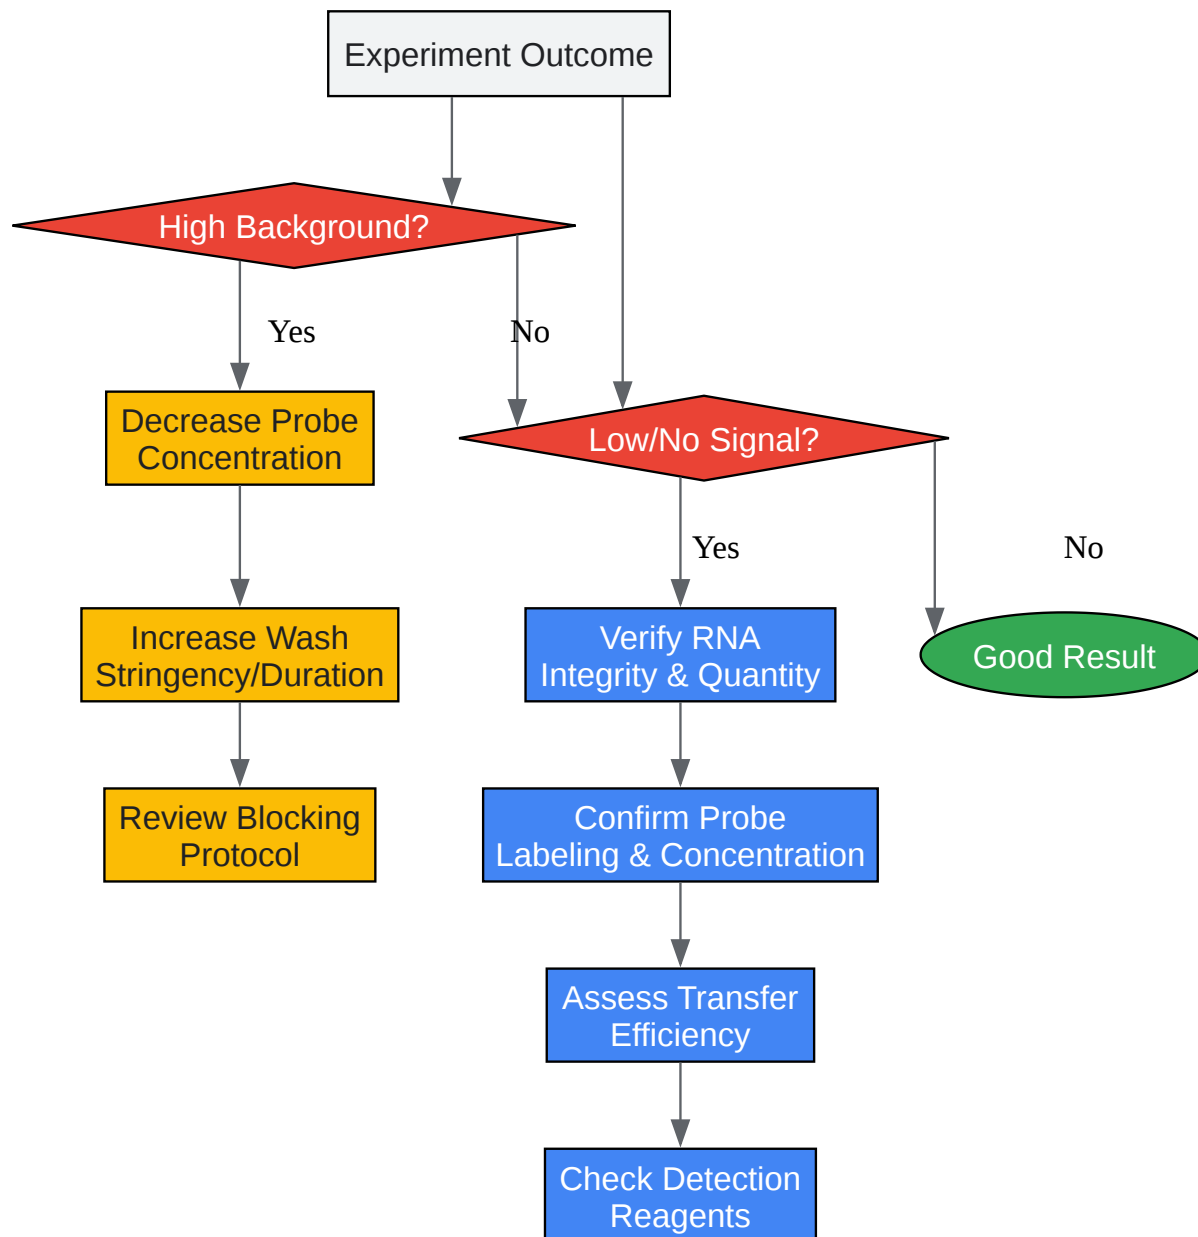 Experiment Outcome
High Background?
Yes
No
Decrease Probe
Concentration
Low/No Signal?
Yes
No
Increase Wash
Stringency/Duration
Verify RNA
Integrity & Quantity
Good Result
Review Blocking
Protocol
Confirm Probe
Labeling & Concentration
Assess Transfer
Efficiency
Check Detection
Reagents